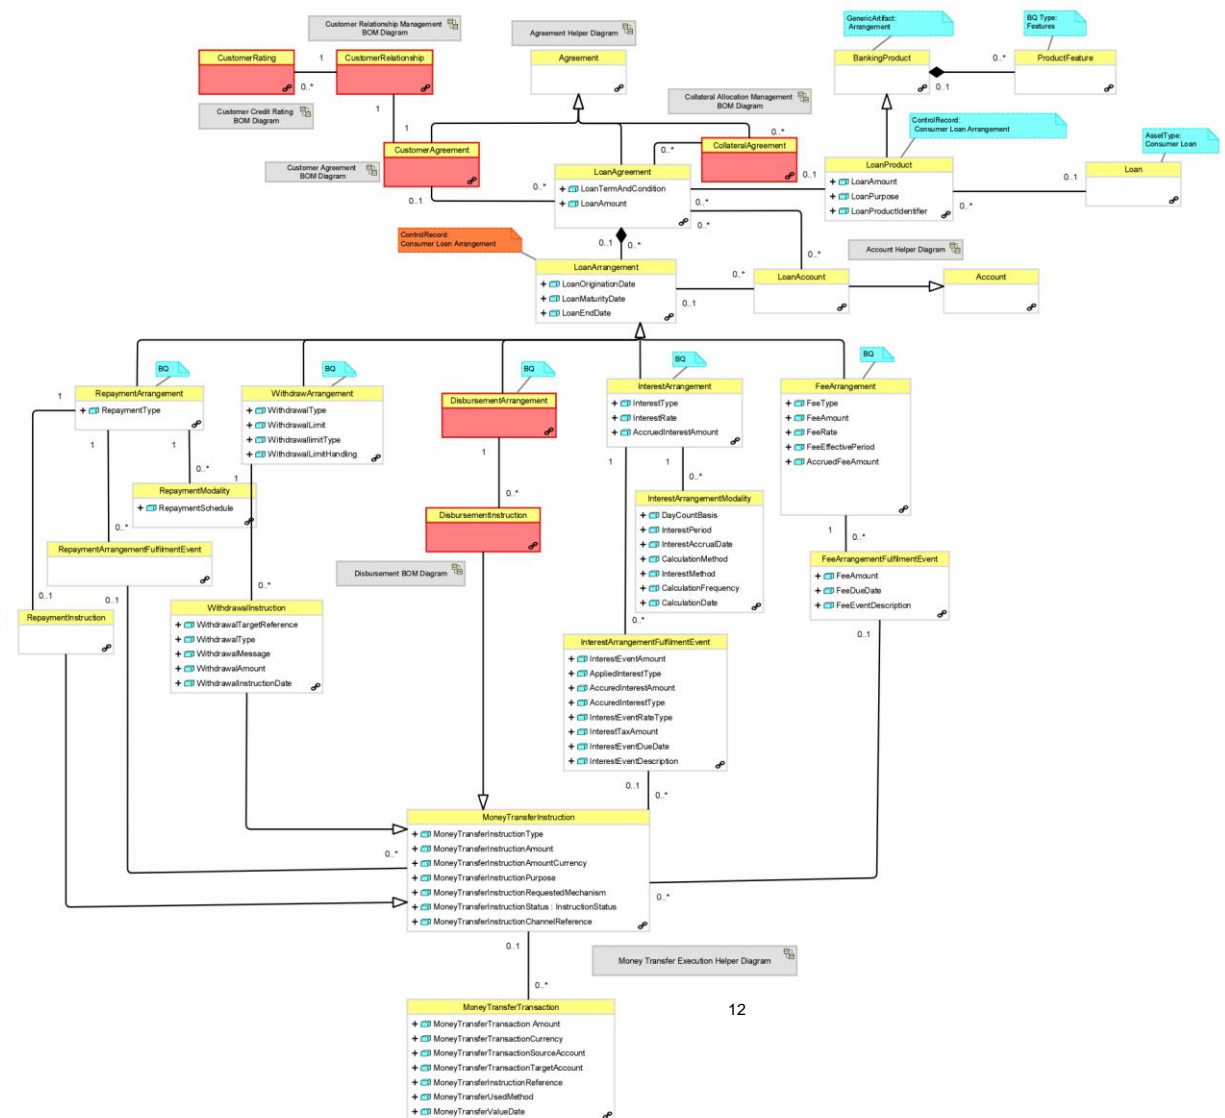 Customer Relationship Management
BOM Diagram
Agreement Helper Diagram
GenericArtifact:
Arrangement
BQ Type:
Features
CustomerRating
1
0..*
CustomerRelationship
Agreement
BankingProduct
0..1
0..*
ProductFeature
Customer Credit Rating
BOM Diagram
1
1
Collateral Allocation Management
BOM Diagram
ControlRecord:
Consumer Loan Arrangement
AssetType:
Consumer Loan
Customer Agreement
BOM Diagram
CustomerAgreement
0..1
0..*
0..*
0..*
CollateralAgreement
LoanAgreement
+ LoanTermAndCondition
+ LoanAmount
0..*
0..1
LoanProduct
+ LoanAmount
+ LoanPurpose
+ LoanProductIdentifier
0..1
0..*
Loan
ControlRecord:
Consumer Loan Arrangement
0..1
0..*
0..*
0..*
Account Helper Diagram
LoanArrangement
+ LoanOriginationDate
+ LoanMaturityDate
+ LoanEndDate
0..1
0..*
LoanAccount
Account
BQ
BQ
BQ
BQ
BQ
RepaymentArrangement
+ RepaymentType
1
1
1
WithdrawArrangement
+ WithdrawalType
+ WithdrawalLimit
+ WithdrawallimitType
+ WithdrawalLimitHandling
1
DisbursementArrangement
1
0..*
InterestArrangement
+ InterestType
+ InterestRate
+ AccruedInterestAmount
1
1
0..*
FeeArrangement
+ FeeType
+ FeeAmount
+ FeeRate
+ FeeEffectivePeriod
+ AccruedFeeAmount
1
0..*
0..*
RepaymentModality
+ RepaymentSchedule
0..*
RepaymentArrangementFulfilmentEvent
0..1
0..1
RepaymentInstruction
DisbursementInstruction
Disbursement BOM Diagram
InterestArrangementModality
+ DayCountBasis
+ InterestPeriod
+ InterestAccrualDate
+ CalculationMethod
+ InterestMethod
+ CalculationFrequency
+ CalculationDate
FeeArrangementFulfilmentEvent
+ FeeAmount
+ FeeDueDate
+ FeeEventDescription
0..1
0..*
WithdrawalInstruction
+ WithdrawalTargetReference
+ WithdrawalType
+ WithdrawalMessage
+ WithdrawalAmount
+ WithdrawalInstructionDate
0..*
InterestArrangementFulfilmentEvent
+ InterestEventAmount
+ AppliedInterestType
+ AccuredInterestAmount
+ AccuredInterestType
+ InterestEventRateType
+ InterestTaxAmount
+ InterestEventDueDate
+ InterestEventDescription
0..1
0..*
MoneyTransferInstruction
+ MoneyTransferInstructionType
+ MoneyTransferInstructionAmount
+ MoneyTransferInstructionAmountCurrency
+ MoneyTransferInstructionPurpose
+ MoneyTransferInstructionRequestedMechanism
+ MoneyTransferInstructionStatus : InstructionStatus
+ MoneyTransferInstructionChannelReference
0..*
0..*
0..1
0..*
Money Transfer Execution Helper Diagram
MoneyTransferTransaction
+ MoneyTransferTransaction Amount
+ MoneyTransferTransactionCurrency
+ MoneyTransferTransactionSourceAccount
+ MoneyTransferTransactionTargetAccount
+ MoneyTransferInstructionReference
+ MoneyTransferUsedMethod
+ MoneyTransferValueDate
12